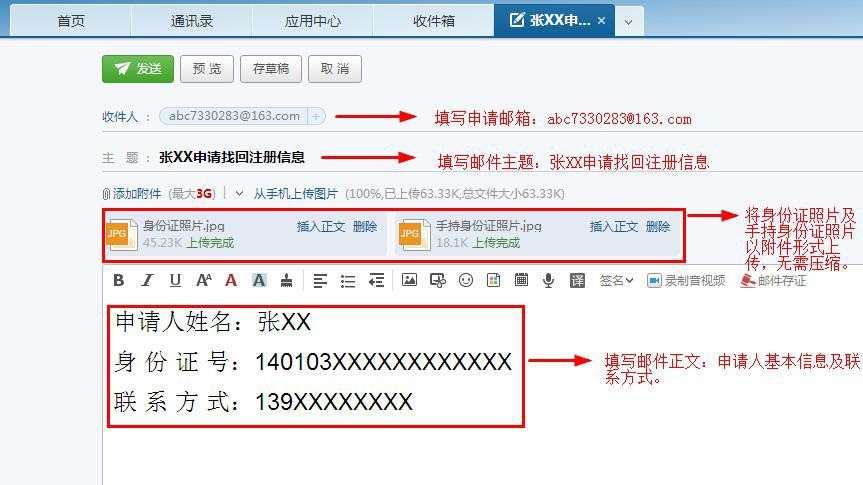 首页 通讯录 应用中心 收件箱 张XX申... ×
发送 预 览 存草稿 取 消
收件人 ： abc7330283@163.com + 填写申请邮箱：abc7330283@163.com
主 题 ： 张XX申请找回注册信息 填写邮件主题：张XX申请找回注册信息
添加附件 (最大3G) | 从手机上传图片 (100%,已上传63.33K,总文件大小63.33K)
JPG 身份证照片.jpg 插入正文 删除 JPG 手持身份证照片.jpg 插入正文 删除
45.23K 上传完成 18.1K 上传完成
将身份证照片及
手持身份证照片
以附件形式上
传，无需压缩。
B I U AA A A 译 签名 录制音视频 邮件存证
申请人姓名：张XX
身 份 证 号：140103XXXXXXXXXXXX
联 系 方 式：139XXXXXXXX
填写邮件正文：申请人基本信息及联
系方式。